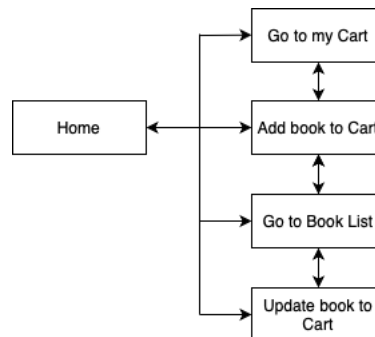 Go to my Cart
Home
Add book to Cart
Go to Book List
Update book to
Cart